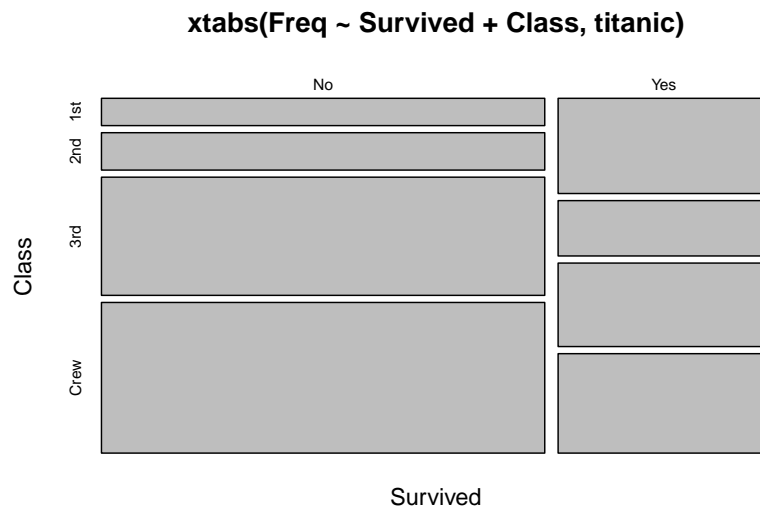 xtabs(Freq ~ Survived + Class, titanic)
No Yes
1st
2nd
3rd
Crew
Class
Survived